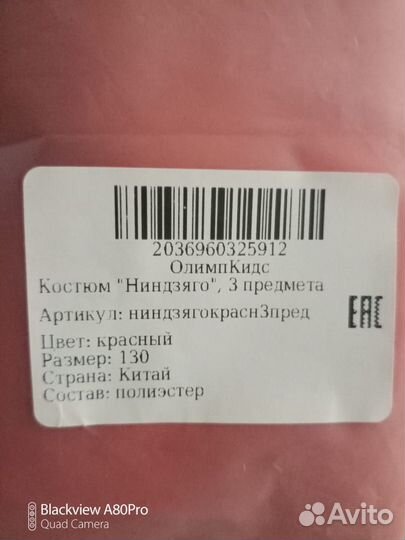 2036960325912
ОлимпКидс
Костюм "Ниндзяго", 3 предмета
Артикул: ниндзягокрасн3пред
EAC
Цвет: красный
Размер: 130
Страна: Китай
Состав: полиэстер
Blackview A80Pro
Quad Camera
Avito